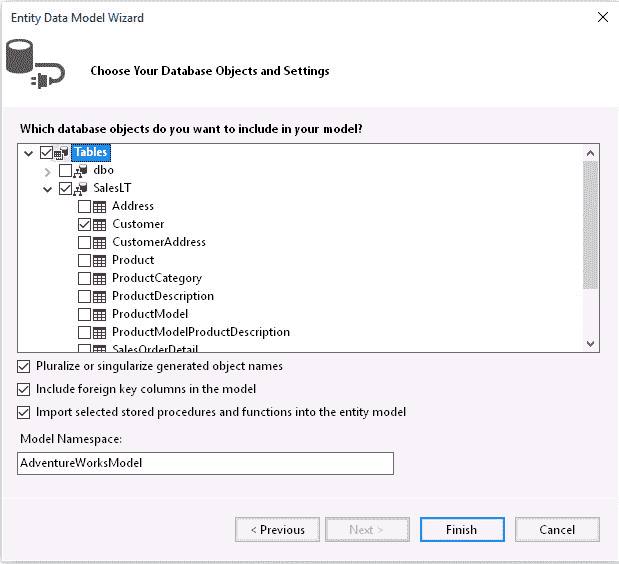 Entity Data Model Wizard
Choose Your Database Objects and Settings
Which database objects do you want to include in your model?
Tables
dbo
SalesLT
Address
Customer
CustomerAddress
Product
ProductCategory
ProductDescription
ProductModel
ProductModelProductDescription
SalesOrderDetail
Pluralize or singularize generated object names
Include foreign key columns in the model
Import selected stored procedures and functions into the entity model
Model Namespace:
AdventureWorksModel
< Previous Next > Finish Cancel